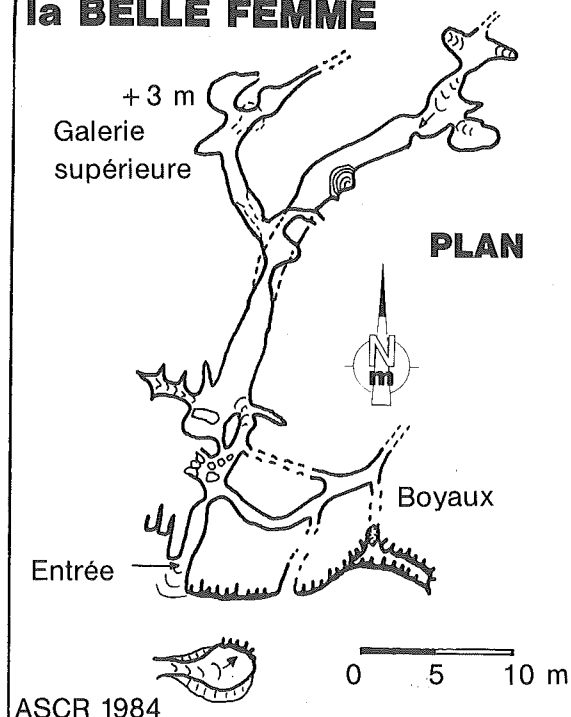 la BELLE FEMME
+3 m
Galerie
supérieure
PLAN
N
m
Boyaux
Entrée
0 5 10 m
ASCR 1984